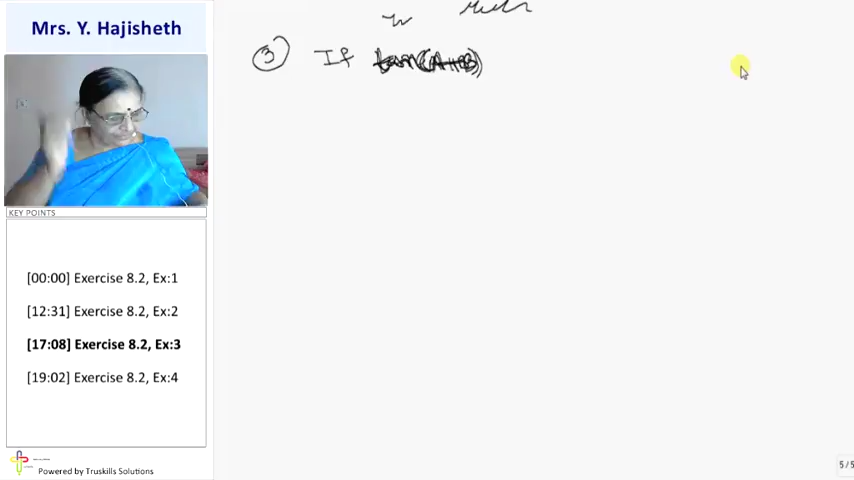 Mrs. Y. Hajisheth
③ If
KEY POINTS
[00:00] Exercise 8.2, Ex:1
[12:31] Exercise 8.2, Ex:2
[17:08] Exercise 8.2, Ex:3
[19:02] Exercise 8.2, Ex:4
Powered by Truskills Solutions
5/5